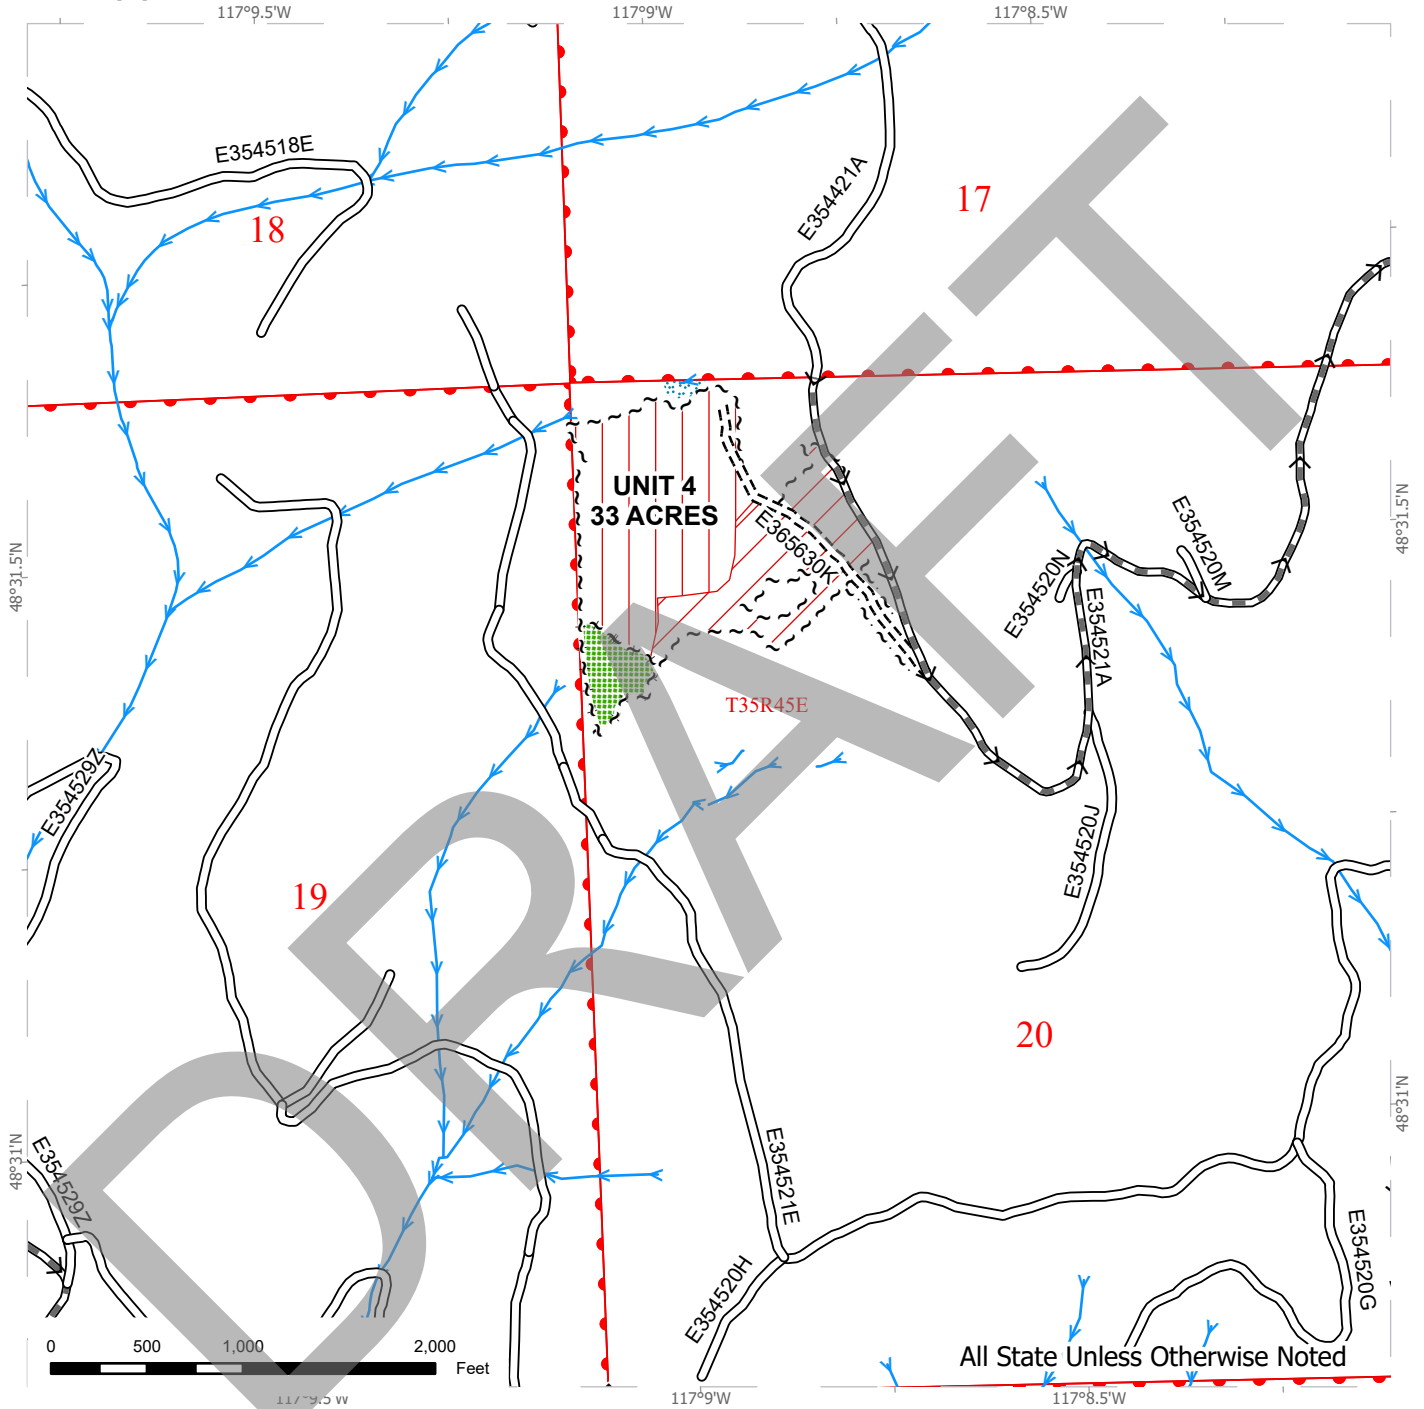 117°9.5'W
117°9'W
117°8.5'W
E354518E
E354421A
17
18
UNIT 4
33 ACRES
E365630K
48°31.5'N
48°31.5'N
E354520M
E354520N
E354521A
T35R45E
E354529Z
E354520J
19
20
48°31'N
48°31'N
E354529Z
E354521E
E354520H
E354520G
DRAFT
0 500 1,000 2,000
Feet
All State Unless Otherwise Noted
117°9.5'W
117°9'W
117°8.5'W